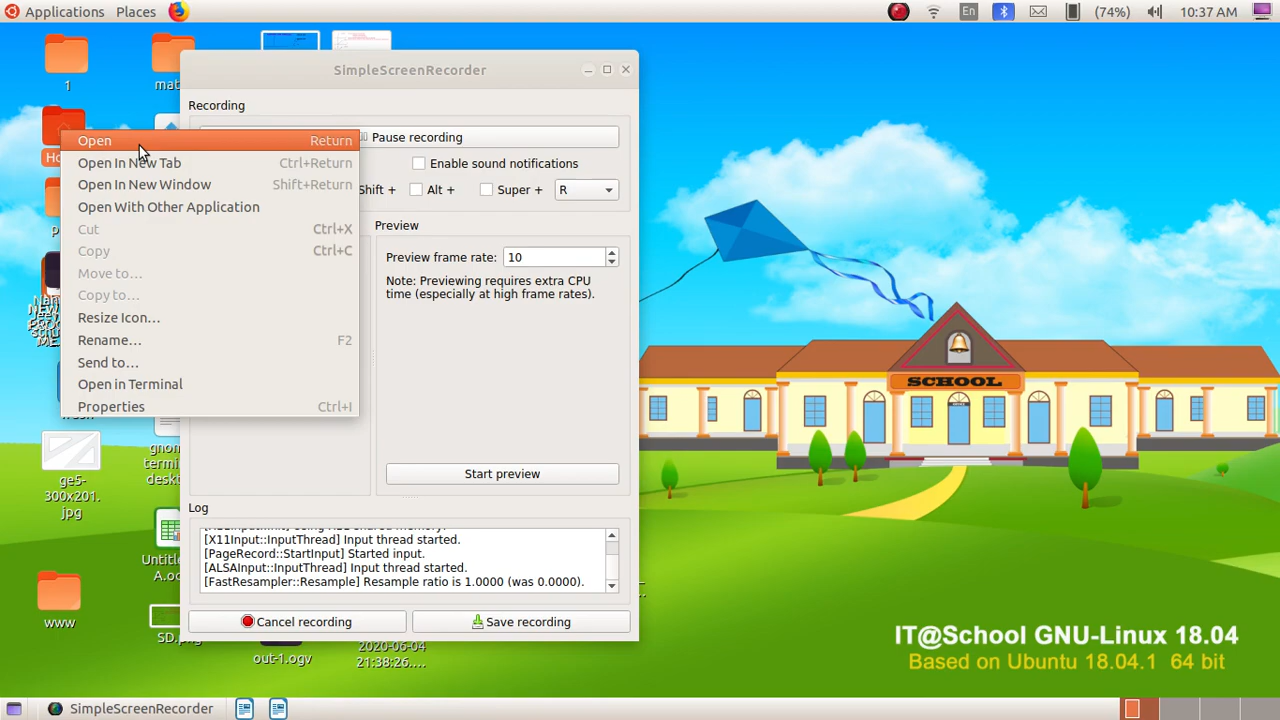 Applications Places En (74%) 10:37 AM
1
SimpleScreenRecorder
Recording
Pause recording
Enable sound notifications
Shift + Alt + Super + R
Open Return
Open In New Tab Ctrl+Return
Open In New Window Shift+Return
Open With Other Application
Cut Ctrl+X
Copy Ctrl+C
Move to…
Copy to…
Resize Icon…
Rename… F2
Send to…
Open in Terminal
Properties Ctrl+I
Preview
Preview frame rate: 10
Note: Previewing requires extra CPU
time (especially at high frame rates).
Start preview
Log
[X11Input::InputThread] Input thread started.
[PageRecord::StartInput] Started input.
[ALSAInput::InputThread] Input thread started.
[FastResampler::Resample] Resample ratio is 1.0000 (was 0.0000).
Cancel recording Save recording
ge5-
300x201.
jpg
www
SD.png
out-1.ogv
2020-06-04
21:38:26…
SCHOOL
IT@School GNU-Linux 18.04
Based on Ubuntu 18.04.1 64 bit
SimpleScreenRecorder